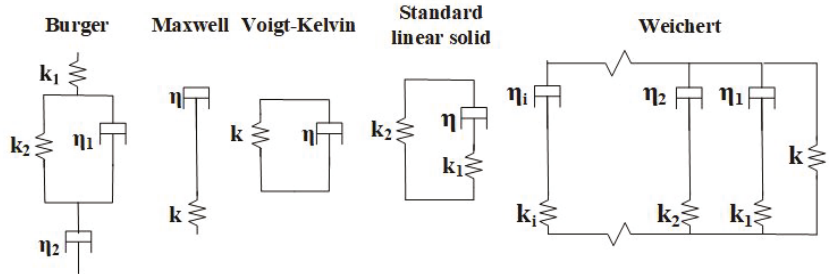 Burger
Maxwell
Voigt-Kelvin
Standard
linear solid
Weichert
k₁
k₂
η₁
η₂
η
k
k
η
k₂
η
k₁
ηᵢ
η₂
η₁
k
kᵢ
k₂
k₁